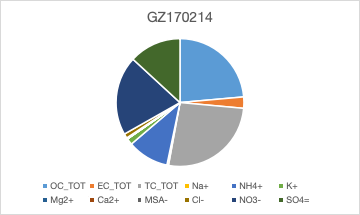 GZ170214
OC_TOT EC_TOT TC_TOT Na+ NH4+ K+
Mg2+ Ca2+ MSA- Cl- NO3- SO4=